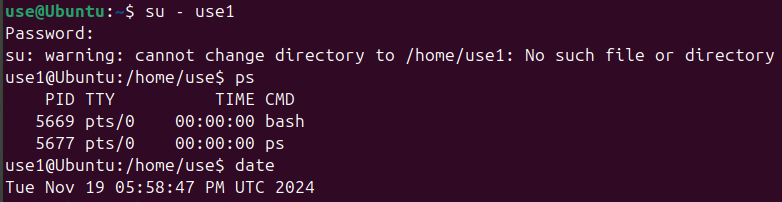 use@Ubuntu:~$ su - use1
Password:
su: warning: cannot change directory to /home/use1: No such file or directory
use1@Ubuntu:/home/use$ ps
    PID TTY          TIME CMD
   5669 pts/0    00:00:00 bash
   5677 pts/0    00:00:00 ps
use1@Ubuntu:/home/use$ date
Tue Nov 19 05:58:47 PM UTC 2024